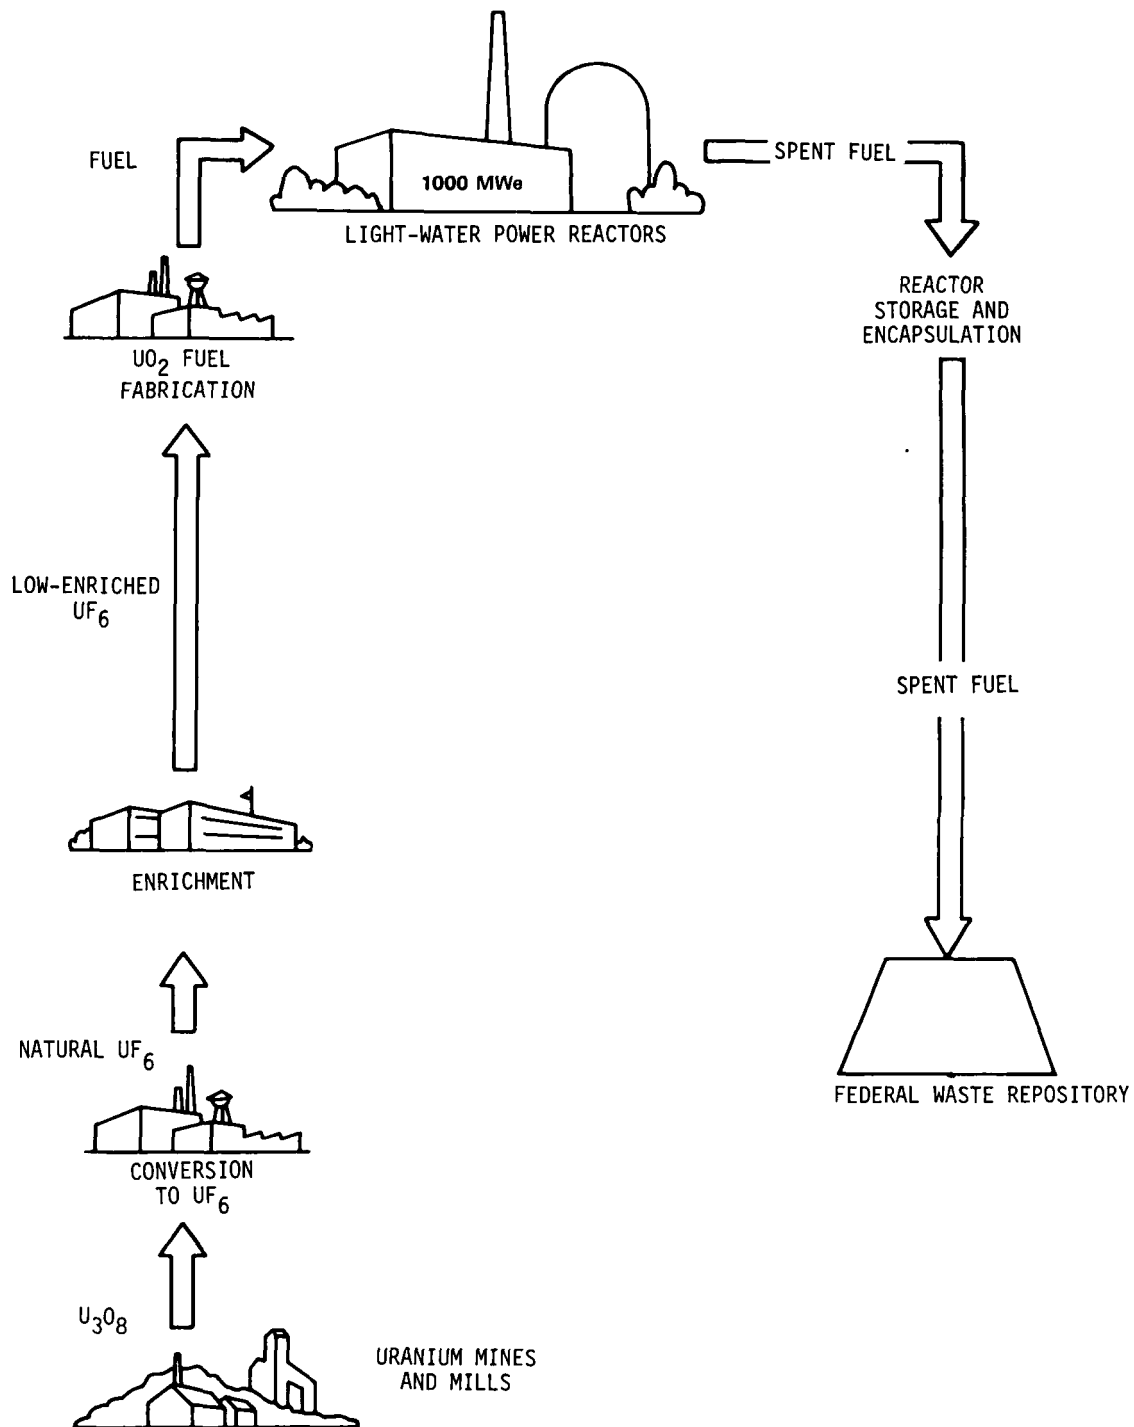 FUEL
1000 MWe
LIGHT-WATER POWER REACTORS
SPENT FUEL
REACTOR
STORAGE AND
ENCAPSULATION
UO₂ FUEL
FABRICATION
LOW-ENRICHED
UF₆
SPENT FUEL
ENRICHMENT
NATURAL UF₆
FEDERAL WASTE REPOSITORY
CONVERSION
TO UF₆
U₃O₈
URANIUM MINES
AND MILLS